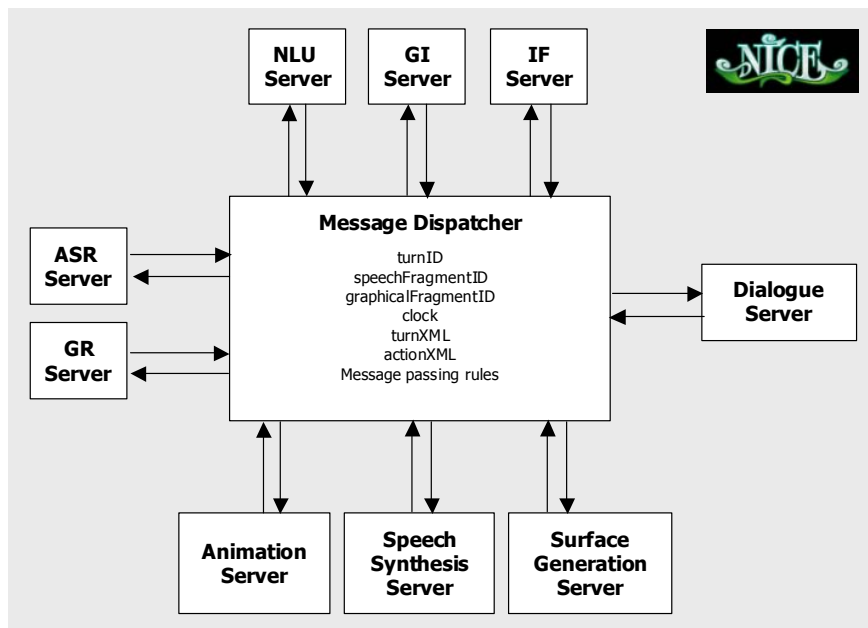 NLU
Server
GI
Server
IF
Server
NICE
Message Dispatcher
turnID
speechFragmentID
graphicalFragmentID
clock
turnXML
actionXML
Message passing rules
ASR
Server
GR
Server
Dialogue
Server
Animation
Server
Speech
Synthesis
Server
Surface
Generation
Server